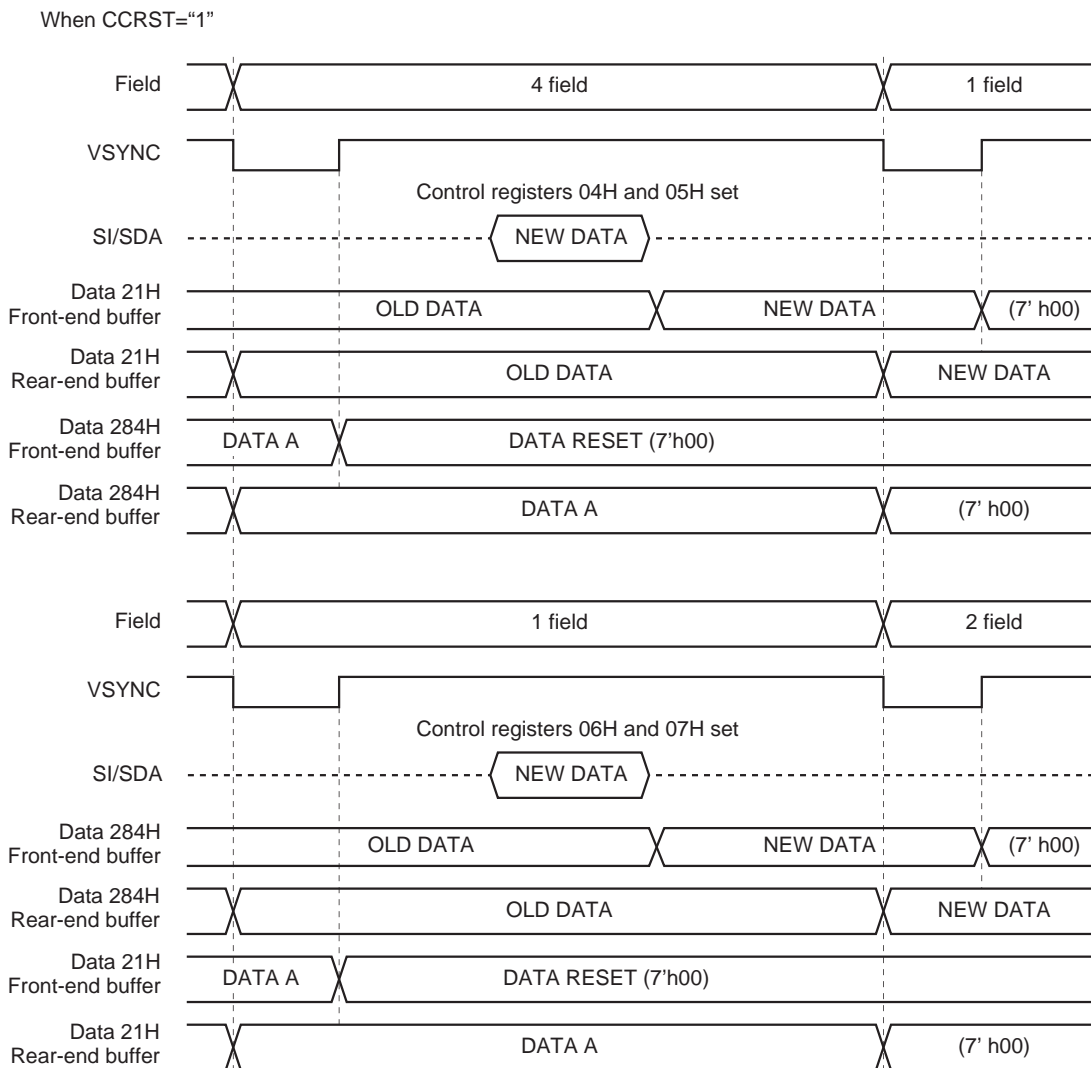 When CCRST=“1”
Field
4 field
1 field
VSYNC
Control registers 04H and 05H set
SI/SDA
NEW DATA
Data 21H
Front-end buffer
OLD DATA
NEW DATA
(7' h00)
Data 21H
Rear-end buffer
OLD DATA
NEW DATA
Data 284H
Front-end buffer
DATA A
DATA RESET (7'h00)
Data 284H
Rear-end buffer
DATA A
(7' h00)
Field
1 field
2 field
VSYNC
Control registers 06H and 07H set
SI/SDA
NEW DATA
Data 284H
Front-end buffer
OLD DATA
NEW DATA
(7' h00)
Data 284H
Rear-end buffer
OLD DATA
NEW DATA
Data 21H
Front-end buffer
DATA A
DATA RESET (7'h00)
Data 21H
Rear-end buffer
DATA A
(7' h00)